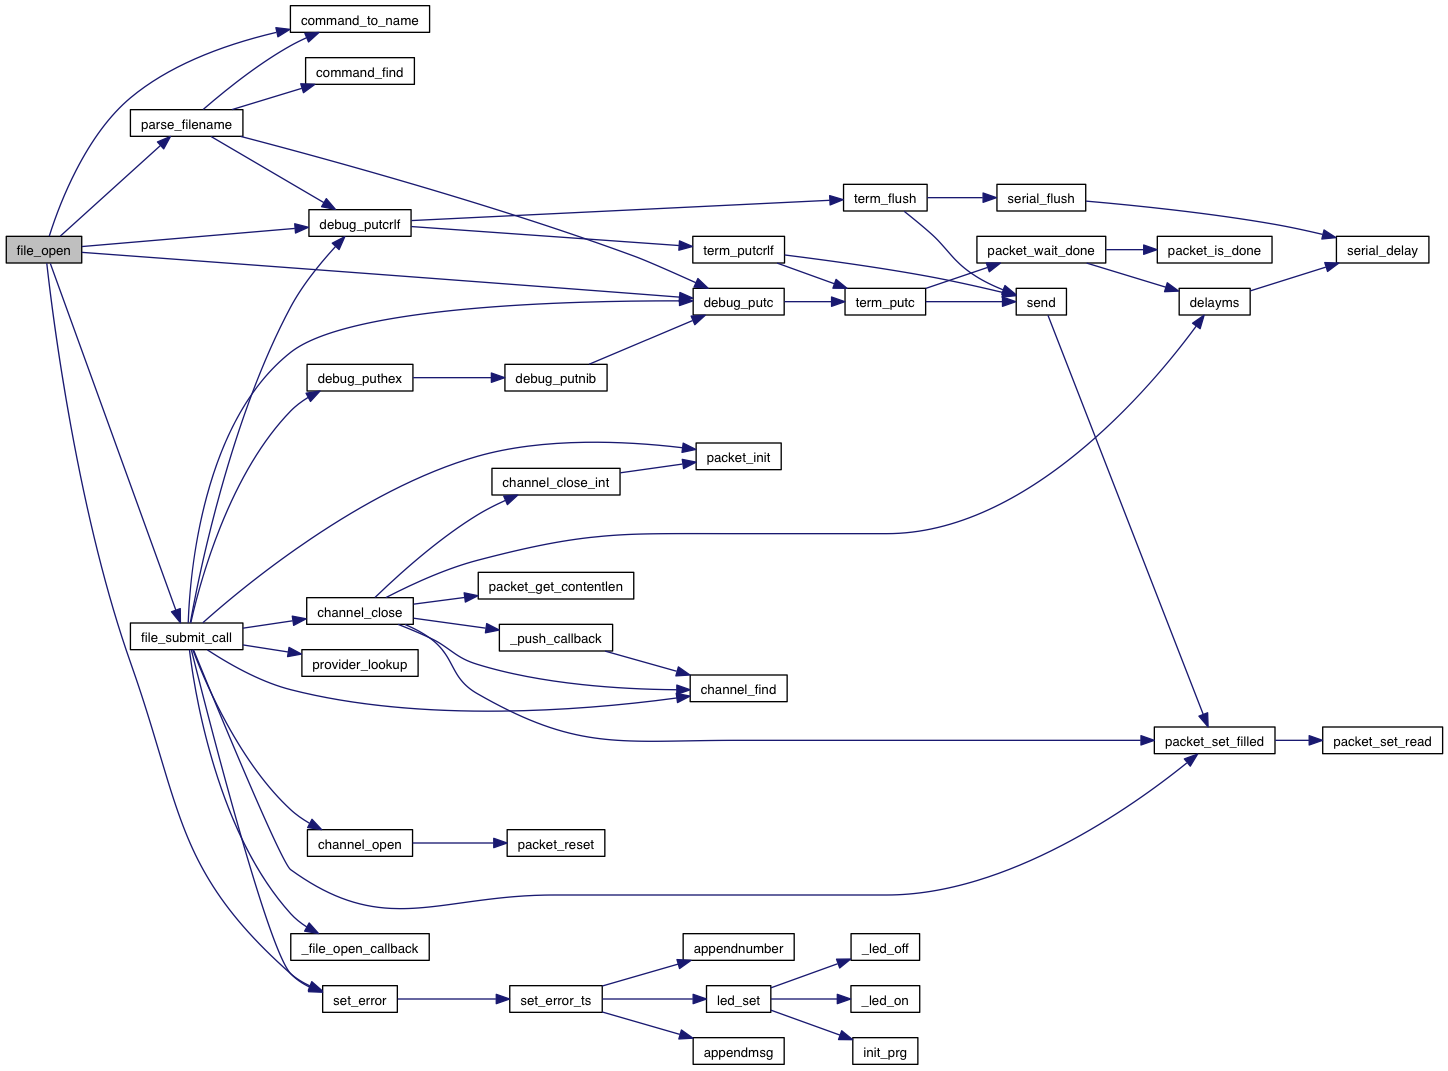 command_to_name
command_find
parse_filename
term_flush
serial_flush
debug_putcrlf
file_open
term_putcrlf
packet_wait_done
packet_is_done
serial_delay
debug_putc
term_putc
send
delayms
debug_puthex
debug_putnib
packet_init
channel_close_int
packet_get_contentlen
channel_close
file_submit_call
_push_callback
provider_lookup
channel_find
packet_set_filled
packet_set_read
channel_open
packet_reset
_file_open_callback
appendnumber
_led_off
set_error
set_error_ts
led_set
_led_on
appendmsg
init_prg